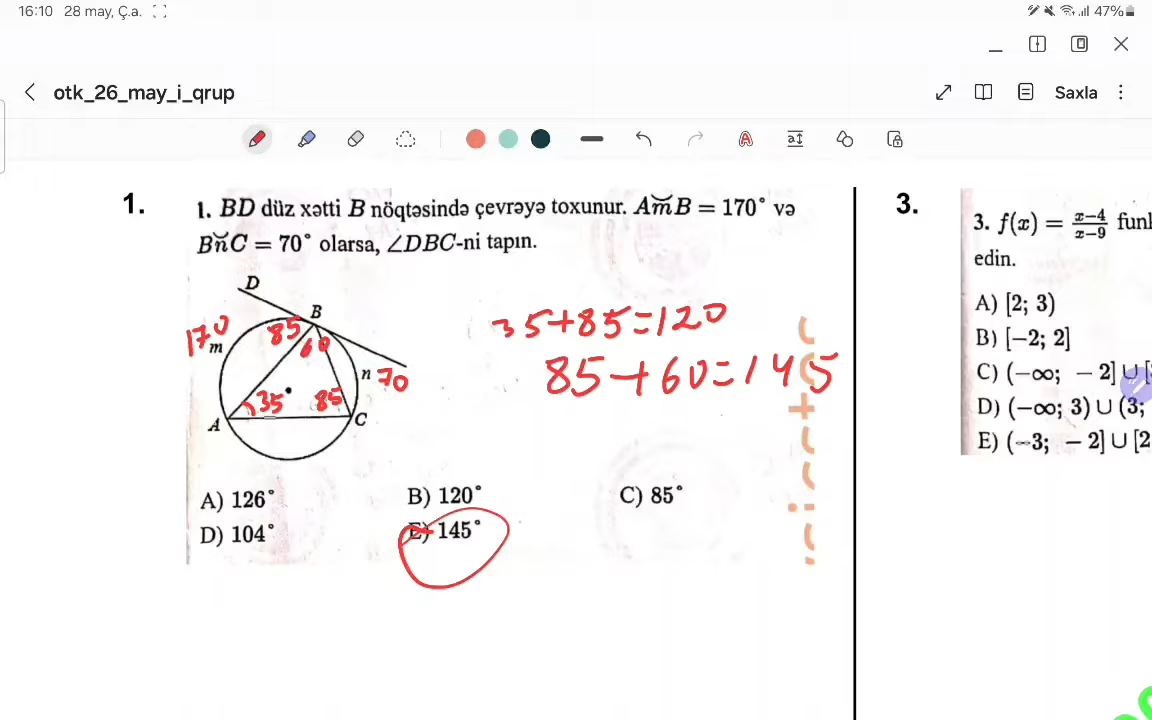 16:10 28 may, Ç.a. 47%
otk_26_may_i_qrup Saxla
1.
1. BD düz xətti B nöqtəsində çevrəyə toxunur. AmB = 170° və
BnC = 70° olarsa, ∠DBC-ni tapın.
D
B
170
m
85
60
n 70
35° 85
A
C
35+85=120
85+60=145
A) 126° B) 120° C) 85°
D) 104° E) 145°
3.
3. f(x) = x−4/x−9
edin.
A) [2; 3)
B) [−2; 2]
C) (−∞; − 2] ∪ [
D) (−∞; 3) ∪ (3;
E) (−3; − 2] ∪ [2